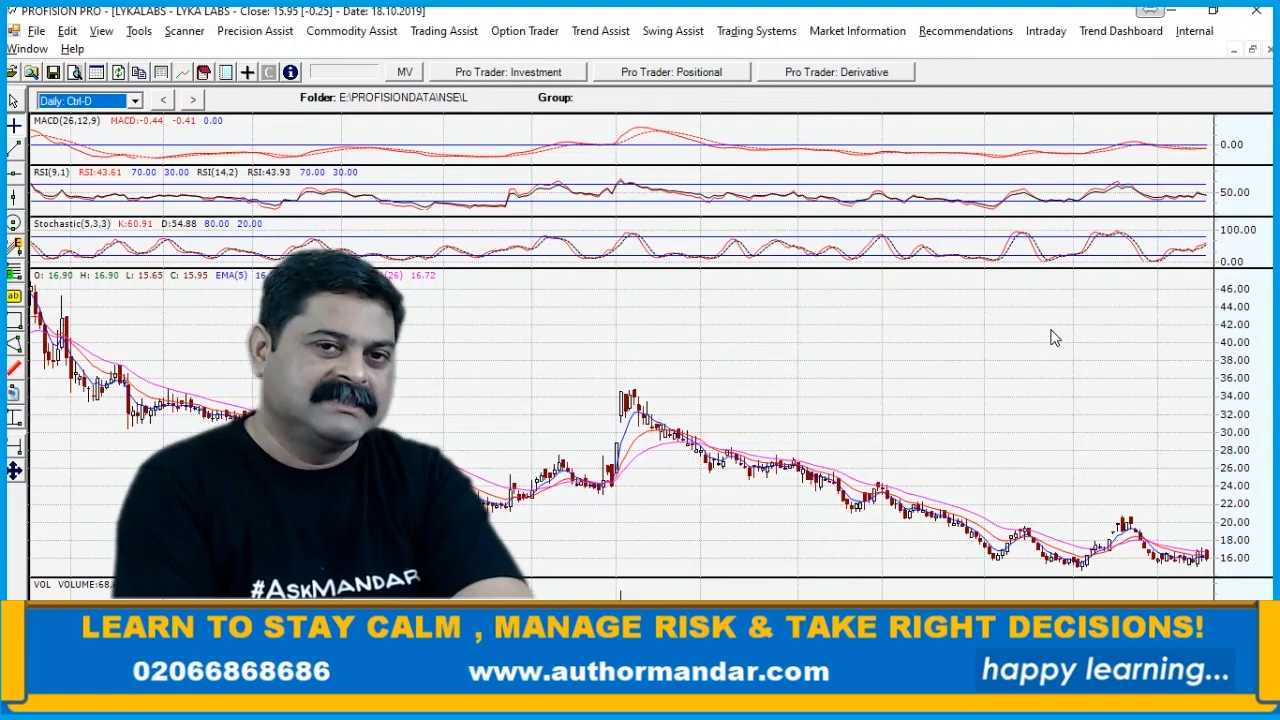 PROFISION PRO - [LYKALABS - LYKA LABS - Close: 15.95 [-0.25] - Date: 18.10.2019]
File Edit View Tools Scanner Precision Assist Commodity Assist Trading Assist Option Trader Trend Assist Swing Assist Trading Systems Market Information Recommendations Intraday Trend Dashboard Internal
Window Help
MV Pro Trader: Investment Pro Trader: Positional Pro Trader: Derivative
Daily: Ctrl-D < > Folder: E:\PROFISIONDATA\NSE\L Group:
MACD(26,12,9) MACD:-0.44 -0.41 0.00
0.00
RSI(9,1) RSI:43.61 70.00 30.00 RSI(14,2) RSI:43.93 70.00 30.00
50.00
Stochastic(5,3,3) K:60.91 D:54.88 80.00 20.00
100.00
0.00
O: 16.90 H: 16.90 L: 15.65 C: 15.95 EMA(5) 16.72
46.00
44.00
42.00
40.00
38.00
36.00
34.00
32.00
30.00
28.00
26.00
24.00
22.00
20.00
18.00
16.00
VOL VOLUME:68.
#ASKMANDAR
LEARN TO STAY CALM , MANAGE RISK & TAKE RIGHT DECISIONS!
02066868686 www.authormandar.com happy learning...